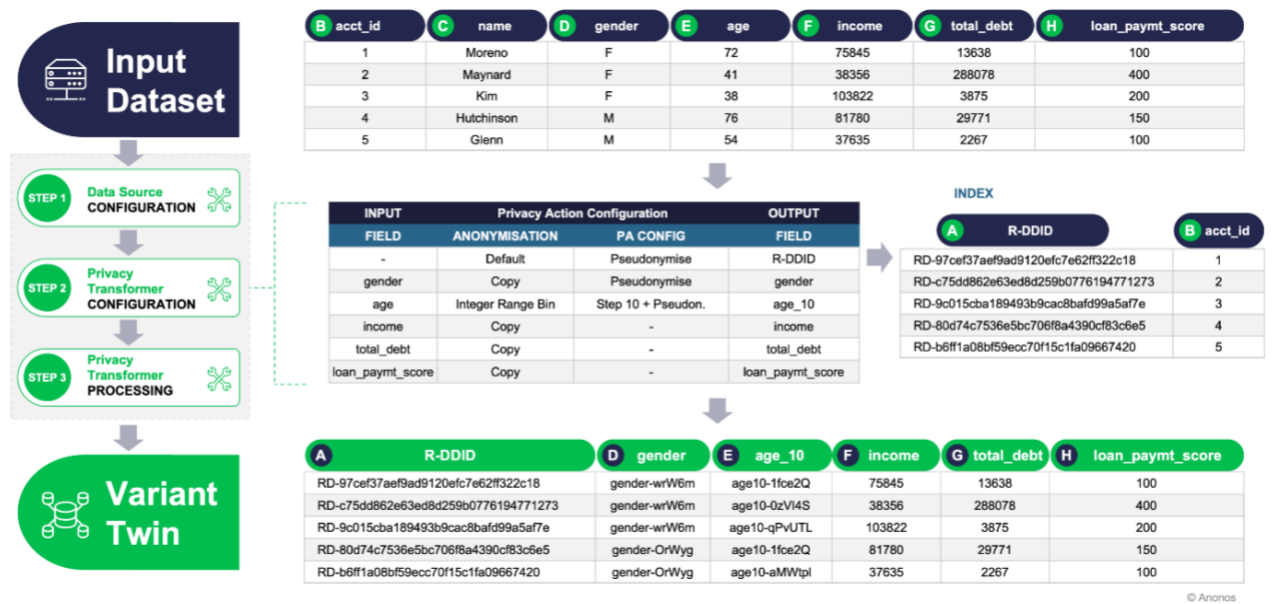 Input
Dataset
STEP 1
Data Source
CONFIGURATION
STEP 2
Privacy
Transformer
CONFIGURATION
STEP 3
Privacy
Transformer
PROCESSING
Variant
Twin
B acct_id C name D gender E age F income G total_debt H loan_paymt_score
1 Moreno F 72 75845 13638 100
2 Maynard F 41 38356 288078 400
3 Kim F 38 103822 3875 200
4 Hutchinson M 76 81780 29771 150
5 Glenn M 54 37635 2267 100
INPUT Privacy Action Configuration OUTPUT
FIELD ANONYMISATION PA CONFIG FIELD
- Default Pseudonymise R-DDID
gender Copy Pseudonymise gender
age Integer Range Bin Step 10 + Pseudon. age_10
income Copy - income
total_debt Copy - total_debt
loan_paymt_score Copy - loan_paymt_score
INDEX
A R-DDID B acct_id
RD-97cef37aef9ad9120efc7e62ff322c18 1
RD-c75dd862e63ed8d259b0776194771273 2
RD-9c015cba189493b9cac8bafd99a5af7e 3
RD-80d74c7536e5bc706f8a4390cf83c6e5 4
RD-b6ff1a08bf59ecc70f15c1fa09667420 5
A R-DDID D gender E age_10 F income G total_debt H loan_paymt_score
RD-97cef37aef9ad9120efc7e62ff322c18 gender-wrW6m age10-1fce2Q 75845 13638 100
RD-c75dd862e63ed8d259b0776194771273 gender-wrW6m age10-0zVI4S 38356 288078 400
RD-9c015cba189493b9cac8bafd99a5af7e gender-wrW6m age10-qPvUTL 103822 3875 200
RD-80d74c7536e5bc706f8a4390cf83c6e5 gender-OrWyg age10-1fce2Q 81780 29771 150
RD-b6ff1a08bf59ecc70f15c1fa09667420 gender-OrWyg age10-aMWtpI 37635 2267 100
© Anonos